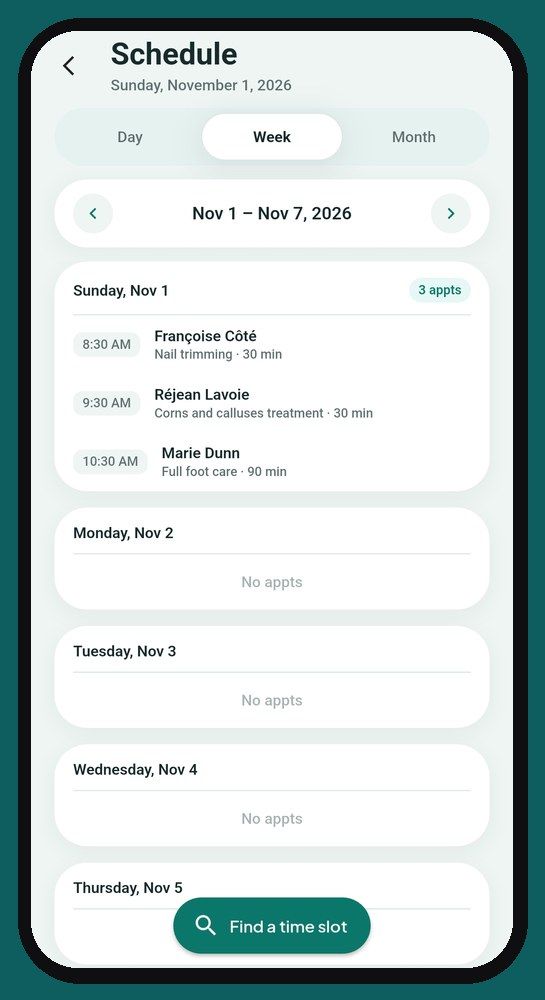 Schedule
Sunday, November 1, 2026
Day Week Month
Nov 1 – Nov 7, 2026
Sunday, Nov 1 3 appts
8:30 AM Françoise Côté
Nail trimming · 30 min
9:30 AM Réjean Lavoie
Corns and calluses treatment · 30 min
10:30 AM Marie Dunn
Full foot care · 90 min
Monday, Nov 2
No appts
Tuesday, Nov 3
No appts
Wednesday, Nov 4
No appts
Thursday, Nov 5
Find a time slot